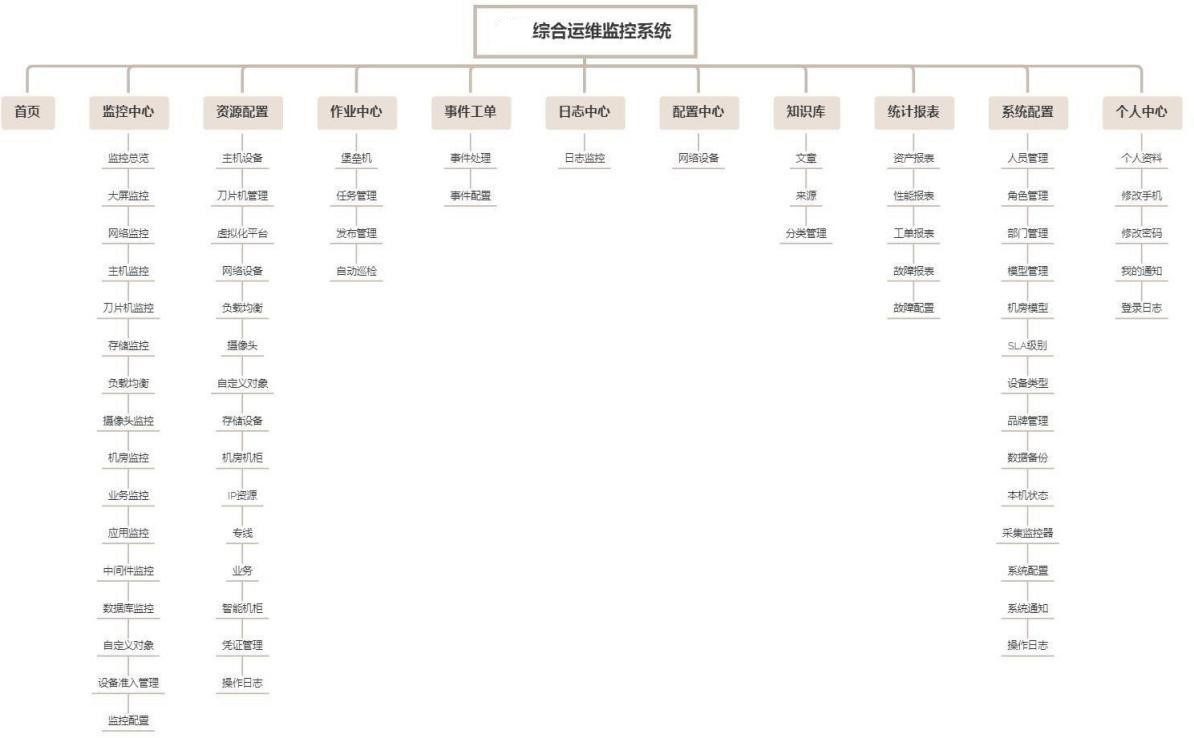 综合运维监控系统
首页
监控中心
监控总览
大屏监控
网络监控
主机监控
刀片机监控
存储监控
负载均衡
摄像头监控
机房监控
业务监控
应用监控
中间件监控
数据库监控
自定义对象
设备准入管理
监控配置
资源配置
主机设备
刀片机管理
虚拟化平台
网络设备
负载均衡
摄像头
自定义对象
存储设备
机房机柜
IP资源
专线
业务
智能机柜
凭证管理
操作日志
作业中心
堡垒机
任务管理
发布管理
自动巡检
事件工单
事件处理
事件配置
日志中心
日志监控
配置中心
网络设备
知识库
文章
来源
分类管理
统计报表
资产报表
性能报表
工单报表
故障报表
故障配置
系统配置
人员管理
角色管理
部门管理
模型管理
机房模型
SLA级别
设备类型
品牌管理
数据备份
本机状态
采集监控器
系统配置
系统通知
操作日志
个人中心
个人资料
修改手机
修改密码
我的通知
登录日志